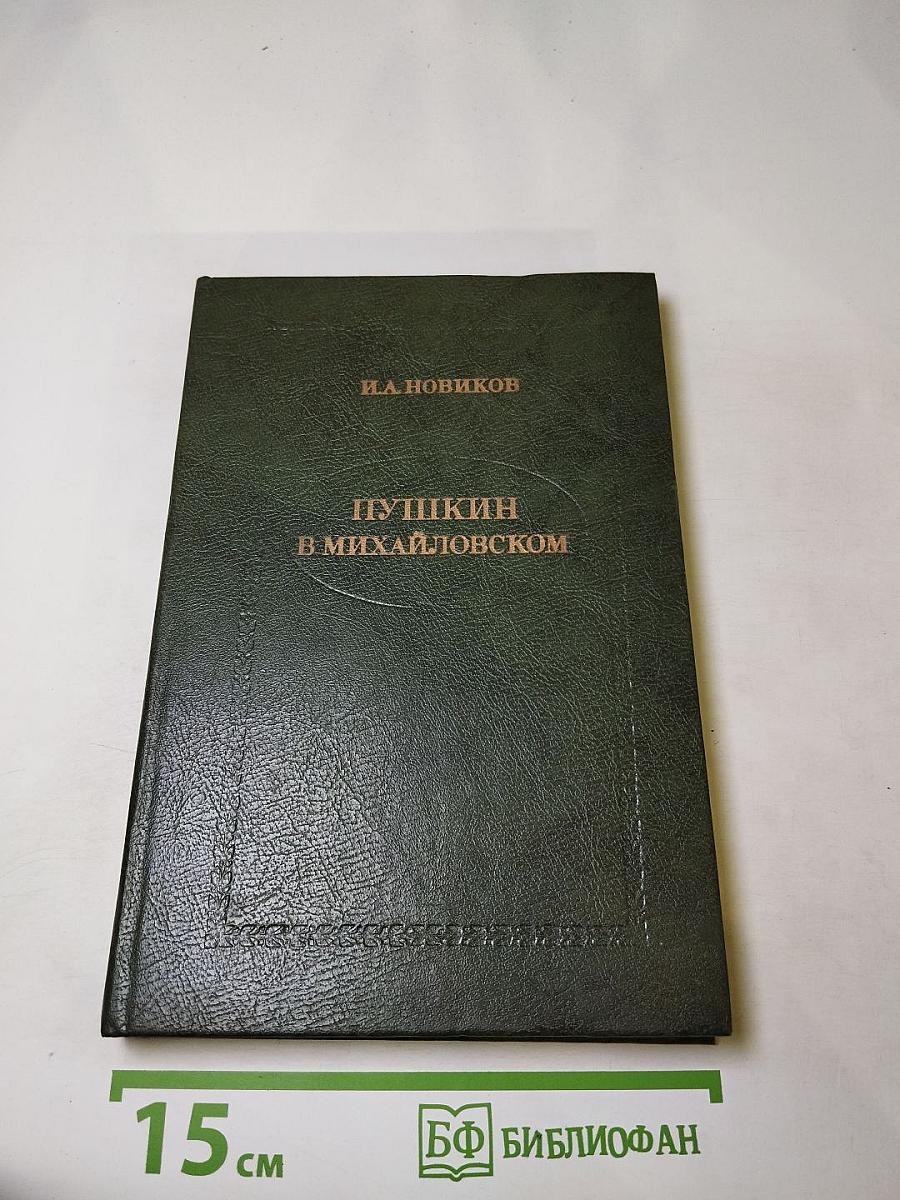 И.А. НОВИКОВ
ПУШКИН
В МИХАЙЛОВСКОМ
15 см
БФ БИБЛИОФАН